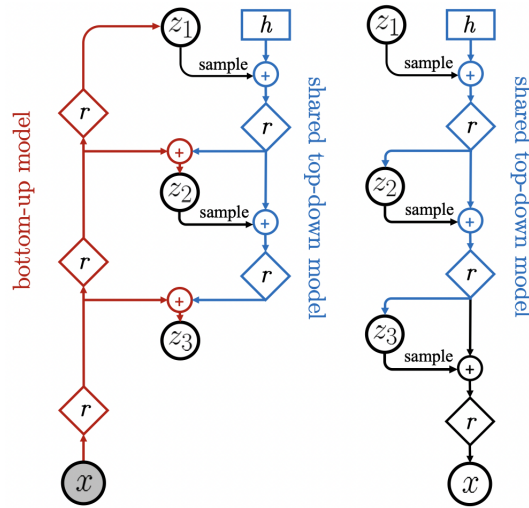 z₁
h
sample
+
r
r
+
z₂
sample
+
r
r
+
z₃
r
x
bottom-up model
shared top-down model
z₁
h
sample
+
r
z₂
sample
+
r
z₃
sample
+
r
x
shared top-down model